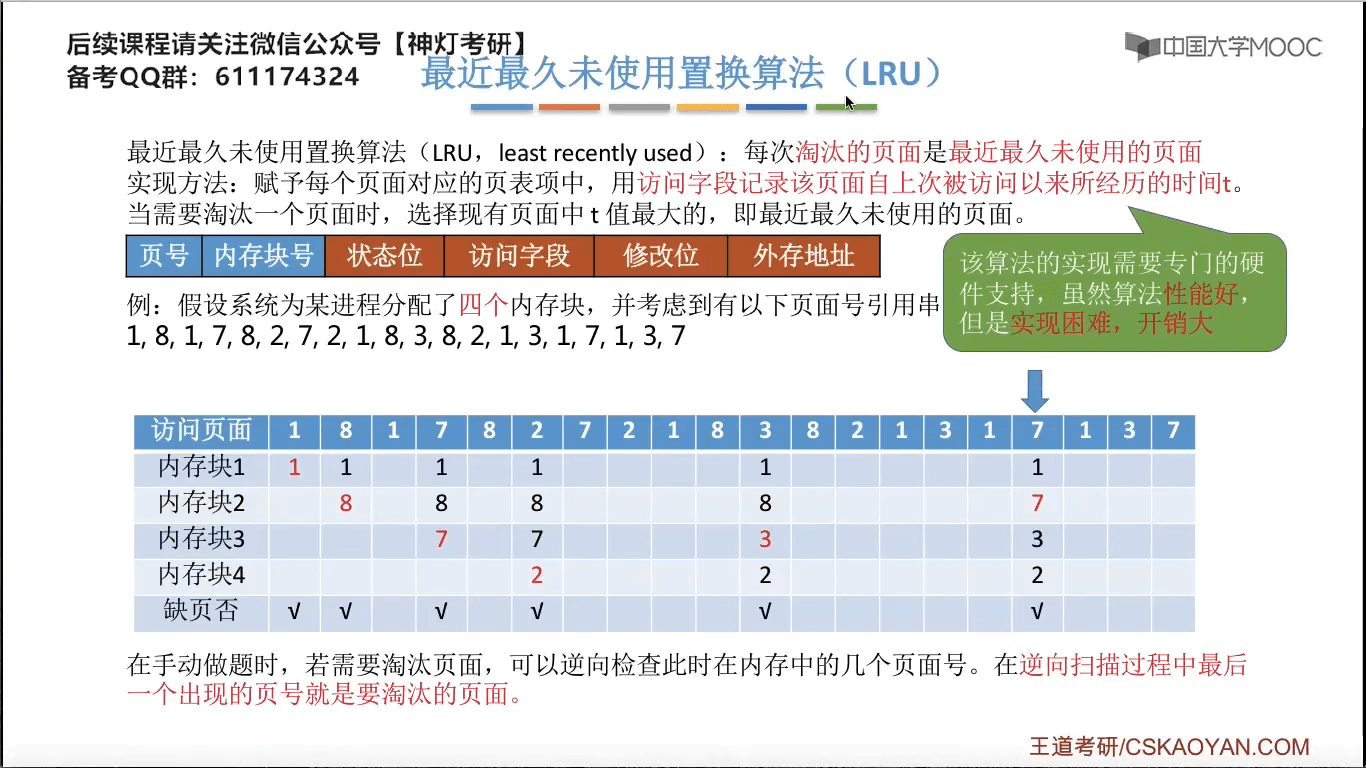 后续课程请关注微信公众号【神灯考研】
备考QQ群：611174324
中国大学MOOC
最近最久未使用置换算法（LRU）
最近最久未使用置换算法（LRU，least recently used）：每次淘汰的页面是最近最久未使用的页面
实现方法：赋予每个页面对应的页表项中，用访问字段记录该页面自上次被访问以来所经历的时间t。
当需要淘汰一个页面时，选择现有页面中 t 值最大的，即最近最久未使用的页面。
页号 内存块号 状态位 访问字段 修改位 外存地址
该算法的实现需要专门的硬
件支持，虽然算法性能好，
但是实现困难，开销大
例：假设系统为某进程分配了四个内存块，并考虑到有以下页面号引用串
1, 8, 1, 7, 8, 2, 7, 2, 1, 8, 3, 8, 2, 1, 3, 1, 7, 1, 3, 7
访问页面 1 8 1 7 8 2 7 2 1 8 3 8 2 1 3 1 7 1 3 7
内存块1 1 1 1 1 1 1
内存块2 8 8 8 8 7
内存块3 7 7 3 3
内存块4 2 2 2
缺页否 √ √ √ √ √ √
在手动做题时，若需要淘汰页面，可以逆向检查此时在内存中的几个页面号。在逆向扫描过程中最后
一个出现的页号就是要淘汰的页面。
王道考研/CSKAOYAN.COM